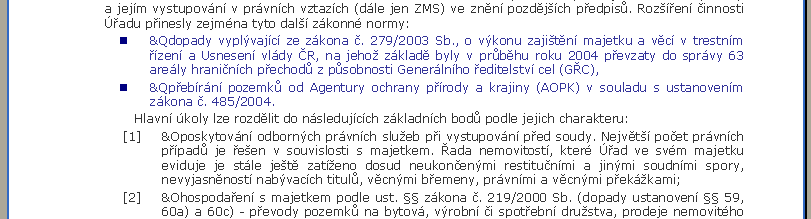 a jejím vystupování v právních vztazích (dále jen ZMS) ve znění pozdějších předpisů. Rozšíření činnosti
Úřadu přinesly zejména tyto další zákonné normy:
&Qdopady vyplývající ze zákona č. 279/2003 Sb., o výkonu zajištění majetku a věcí v trestním
řízení a Usnesení vlády ČR, na jehož základě byly v průběhu roku 2004 převzaty do správy 63
areály hraničních přechodů z působnosti Generálního ředitelství cel (GŘC),
&Qpřebírání pozemků od Agentury ochrany přírody a krajiny (AOPK) v souladu s ustanovením
zákona č. 485/2004.
Hlavní úkoly lze rozdělit do následujících základních bodů podle jejich charakteru:
[1] &Oposkytování odborných právních služeb při vystupování před soudy. Největší počet právních
případů je řešen v souvislosti s majetkem. Řada nemovitostí, které Úřad ve svém majetku
eviduje je stále ještě zatíženo dosud neukončenými restitučními a jinými soudními spory,
nevyjasněností nabývacích titulů, věcnými břemeny, právními a věcnými překážkami;
[2] &Ohospodaření s majetkem podle ust. §§ zákona č. 219/2000 Sb. (dopady ustanovení §§ 59,
60a) a 60c) - převody pozemků na bytová, výrobní či spotřební družstva, prodeje nemovitého